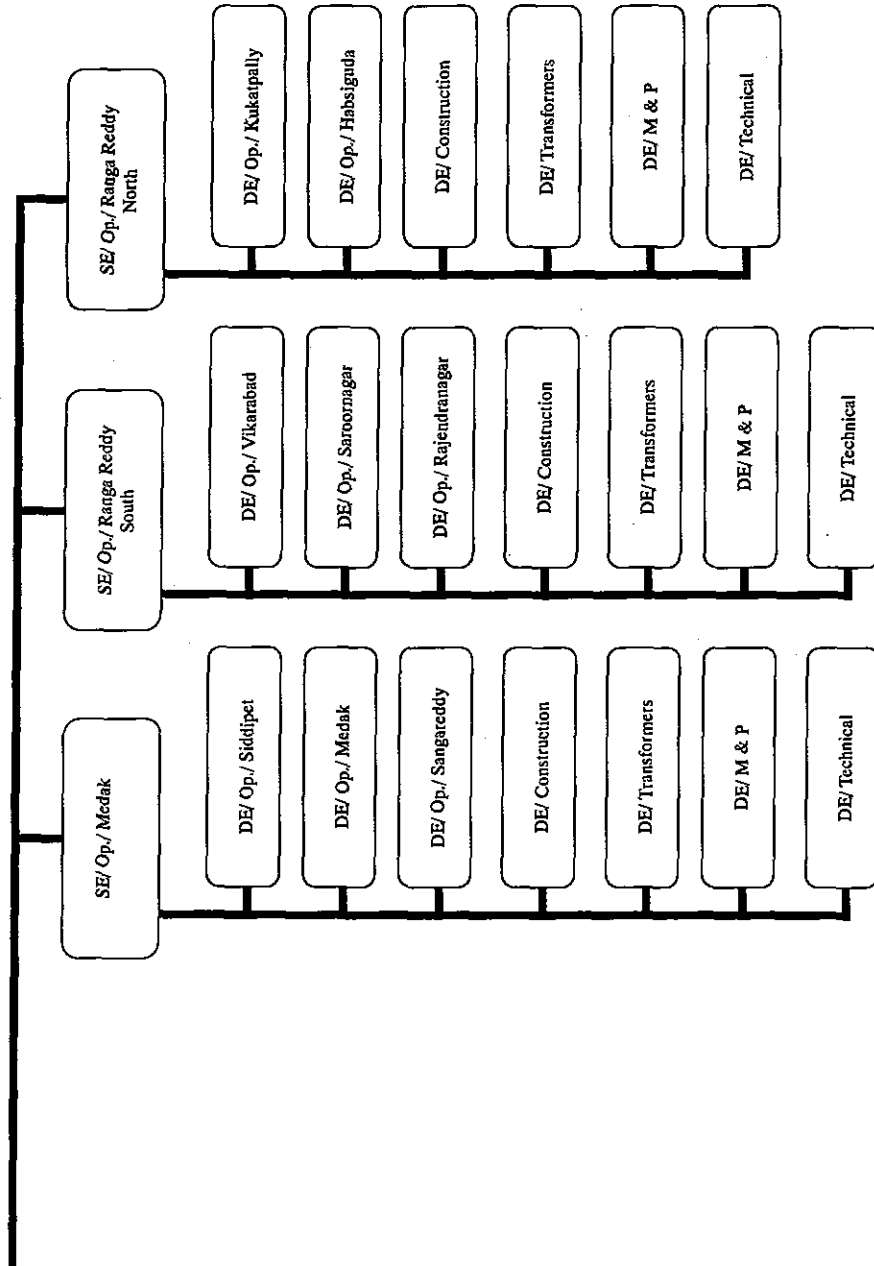 SE/ Op./ Medak
DE/ Op./ Siddipet
DE/ Op./ Medak
DE/ Op./ Sangareddy
DE/ Construction
DE/ Transformers
DE/ M & P
DE/ Technical
SE/ Op./ Ranga Reddy
South
DE/ Op./ Vikarabad
DE/ Op./ Saroornagar
DE/ Op./ Rajendranagar
DE/ Construction
DE/ Transformers
DE/ M & P
DE/ Technical
SE/ Op./ Ranga Reddy
North
DE/ Op./ Kukatpally
DE/ Op./ Habsiguda
DE/ Construction
DE/ Transformers
DE/ M & P
DE/ Technical